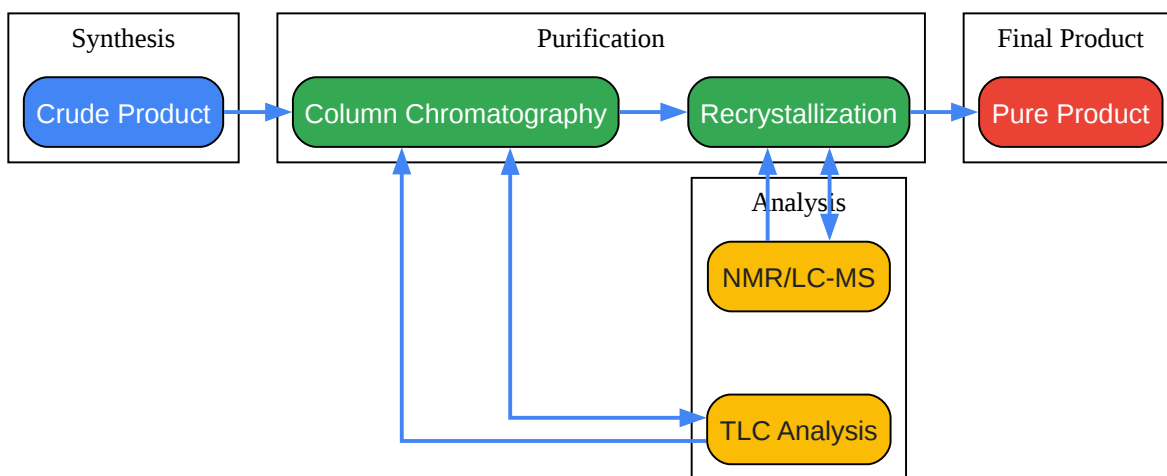 Synthesis
Purification
Final Product
Crude Product
Column Chromatography
Recrystallization
Pure Product
Analysis
NMR/LC-MS
TLC Analysis